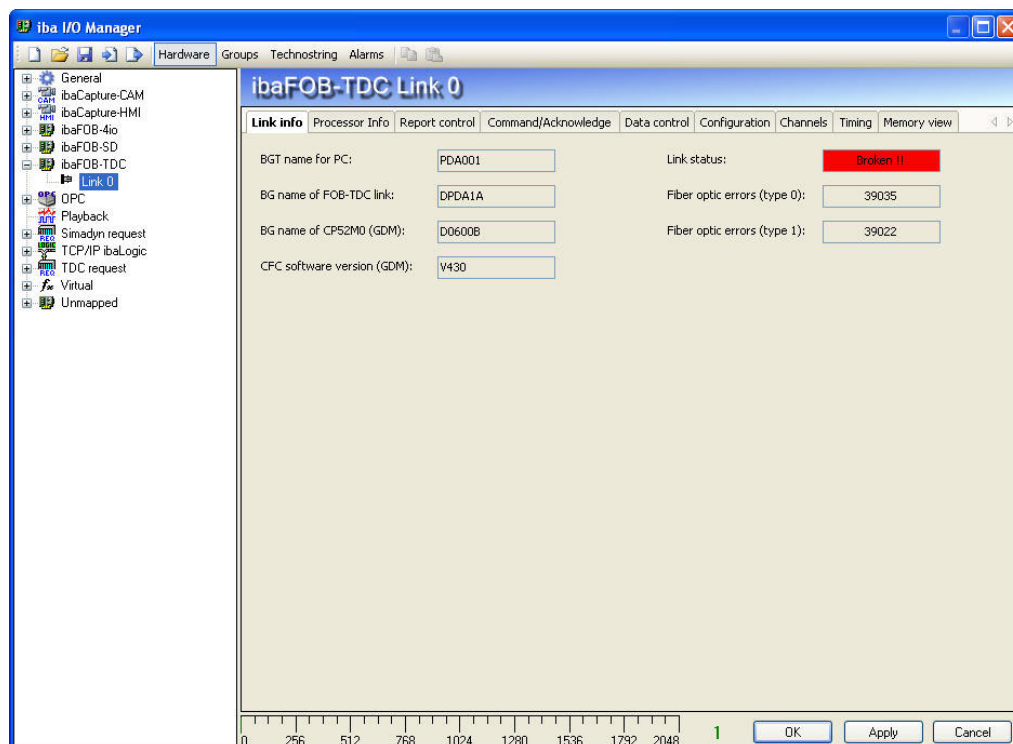 iba I/O Manager
Hardware Groups Technostring Alarms
General
ibaCapture-CAM
ibaCapture-HMI
ibaFOB-4io
ibaFOB-SD
ibaFOB-TDC
Link 0
OPC
Playback
Simadyn request
TCP/IP ibaLogic
TDC request
Virtual
Unmapped
ibaFOB-TDC Link 0
Link info Processor Info Report control Command/Acknowledge Data control Configuration Channels Timing Memory view
BGT name for PC: PDA001 Link status: Broken !!
BG name of FOB-TDC link: DPDA1A Fiber optic errors (type 0): 39035
BG name of CP52M0 (GDM): D0600B Fiber optic errors (type 1): 39022
CFC software version (GDM): V430
0 256 512 768 1024 1280 1536 1792 2048 1 OK Apply Cancel